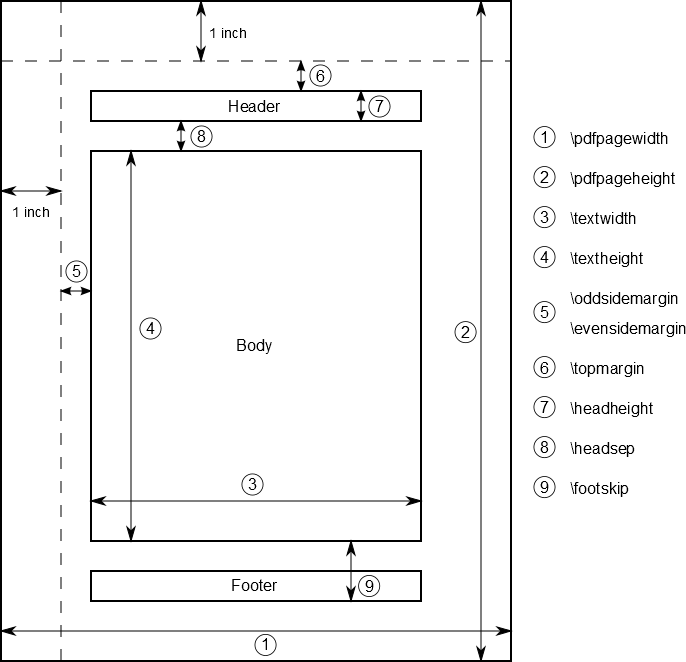 1 inch
6
Header
7
8
1 inch
5
4
Body
2
3
Footer
9
1
1 \pdfpagewidth
2 \pdfpageheight
3 \textwidth
4 \textheight
5 \oddsidemargin
\evensidemargin
6 \topmargin
7 \headheight
8 \headsep
9 \footskip